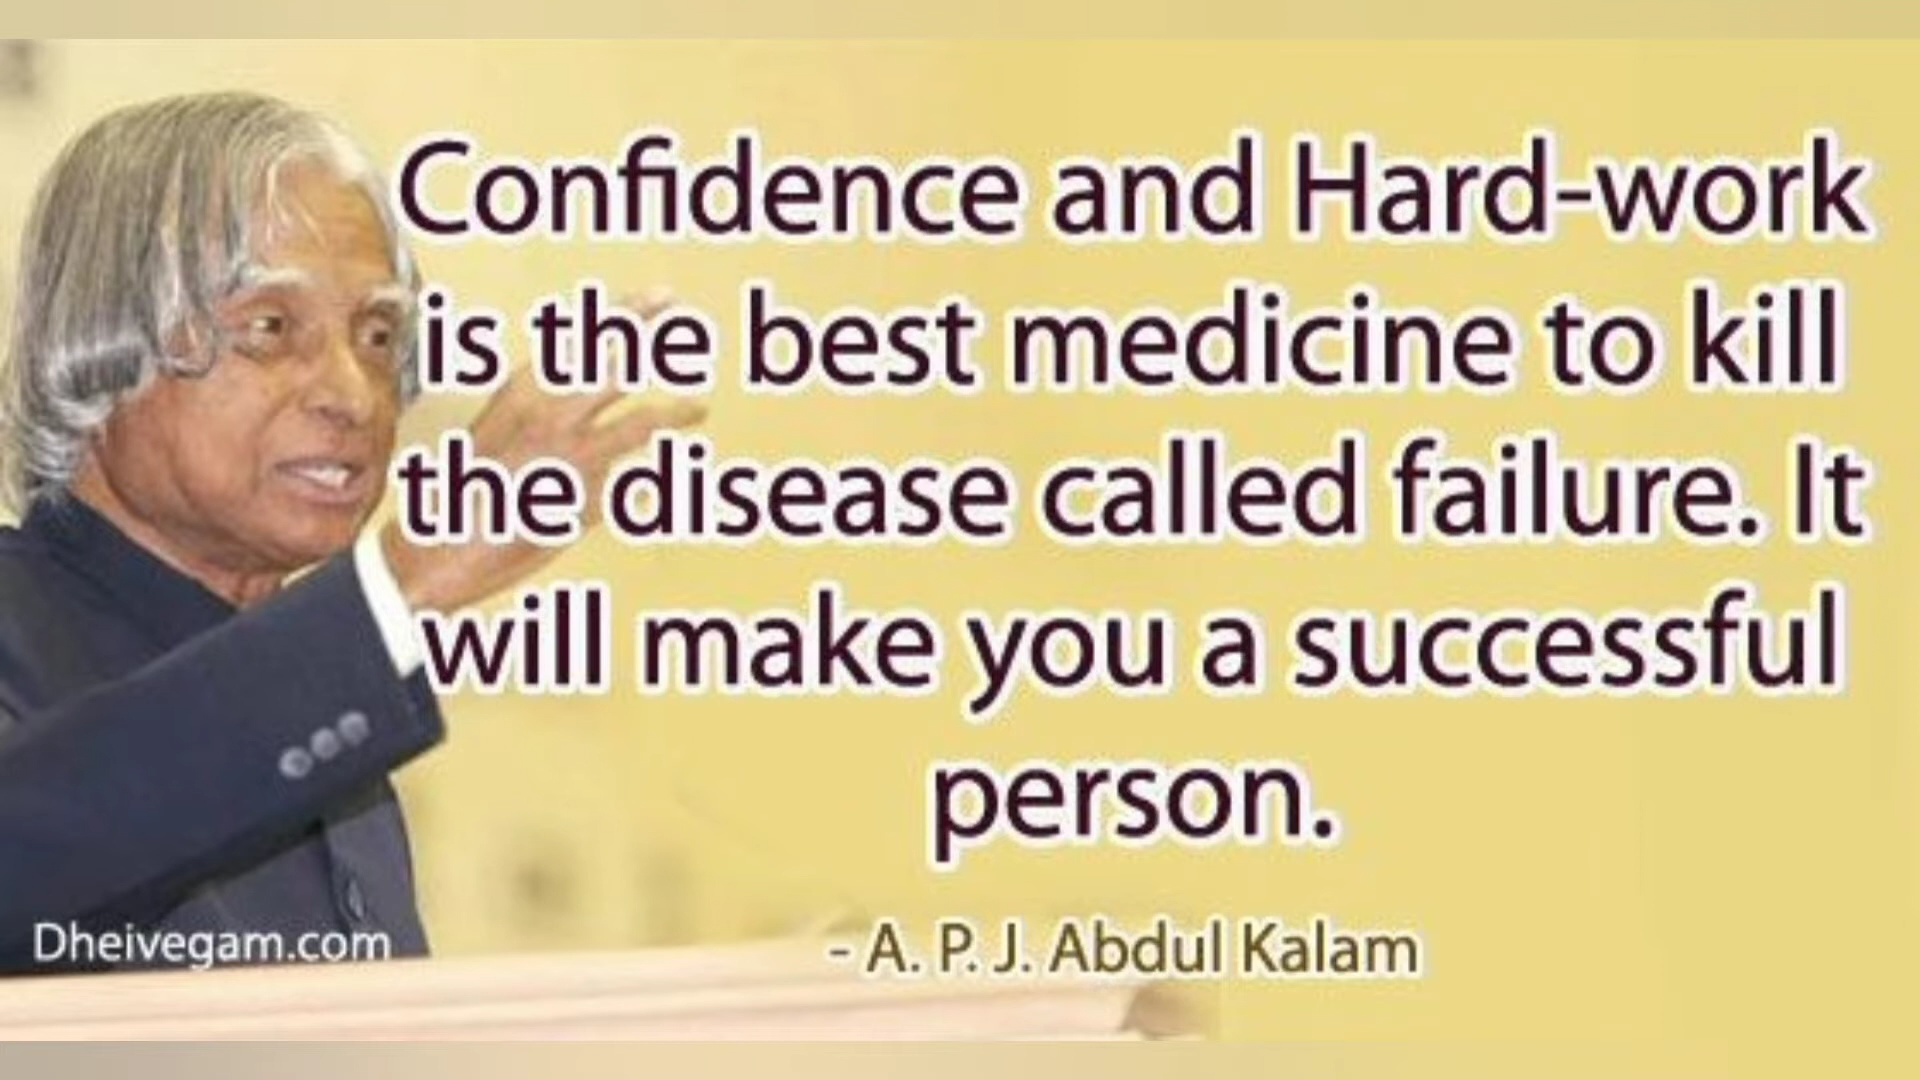 Confidence and Hard-work
is the best medicine to kill
the disease called failure. It
will make you a successful
person.
- A. P. J. Abdul Kalam
Dheivegam.com